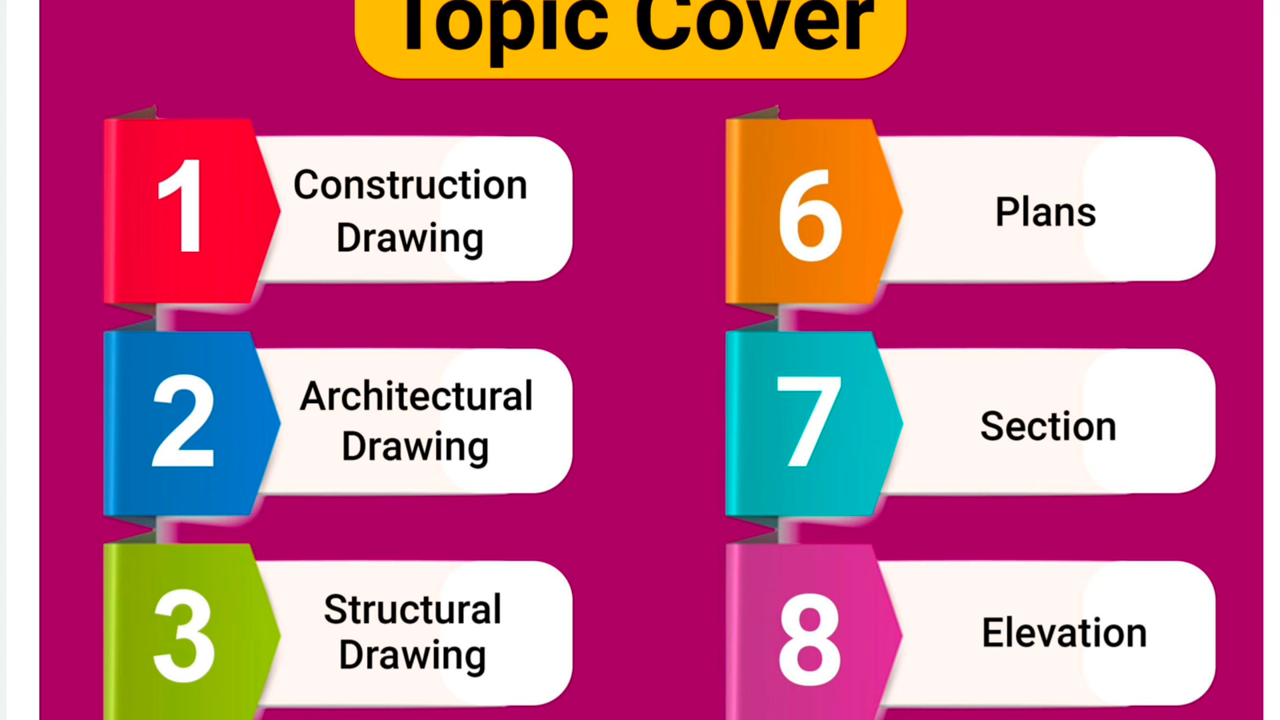 Topic Cover
1
Construction
Drawing
2
Architectural
Drawing
3
Structural
Drawing
6
Plans
7
Section
8
Elevation